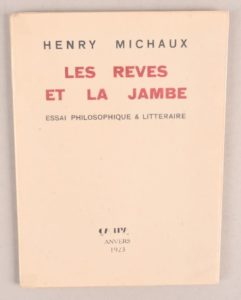 HENRY MICHAUX
LES REVES
ET LA JAMBE
ESSAI PHILOSOPHIQUE & LITTERAIRE
ANVERS
1923